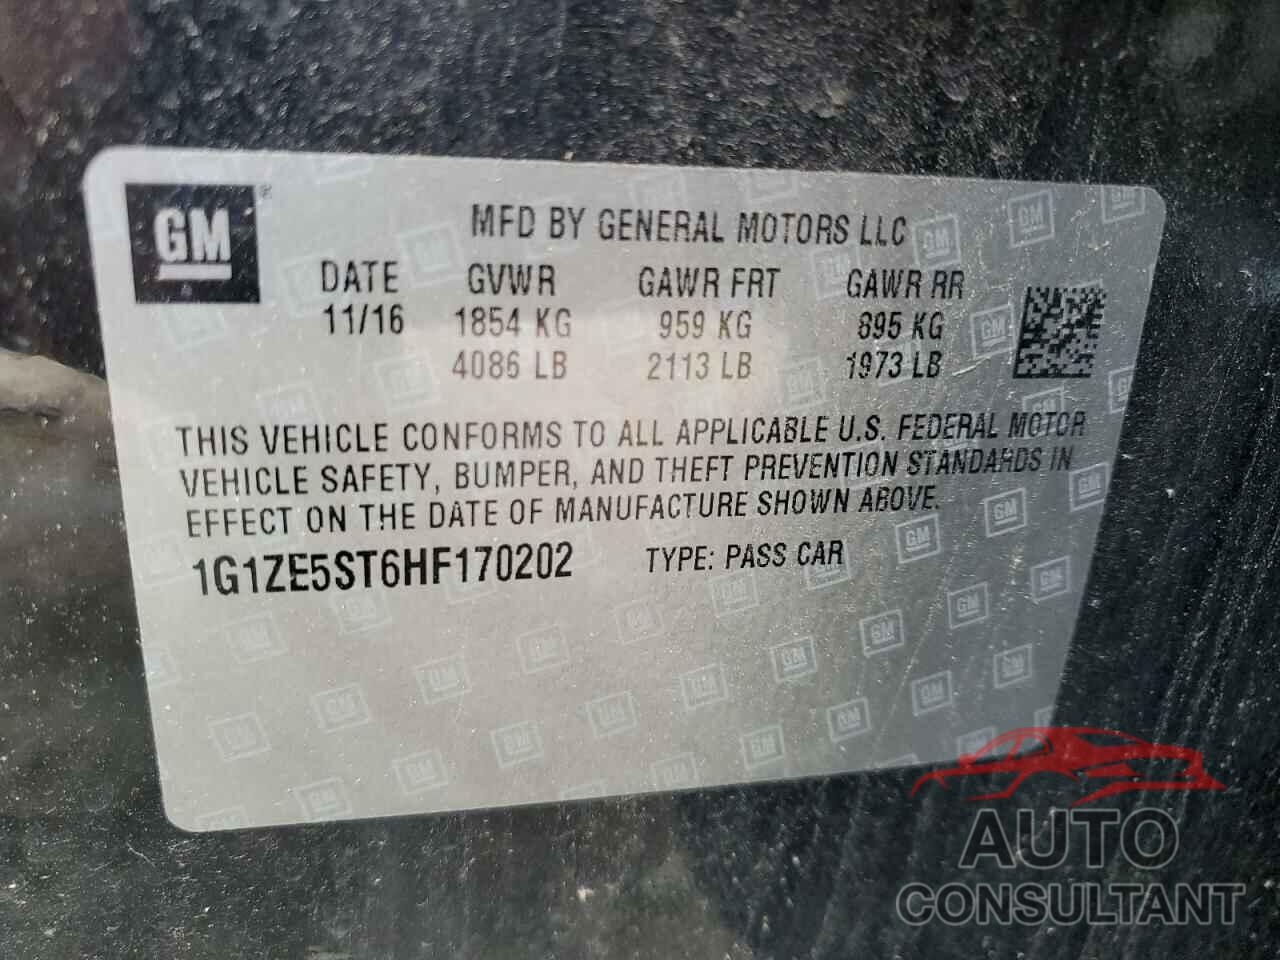 GM ®
MFD BY GENERAL MOTORS LLC
DATE GVWR GAWR FRT GAWR RR
11/16 1854 KG 959 KG 895 KG
4086 LB 2113 LB 1973 LB
THIS VEHICLE CONFORMS TO ALL APPLICABLE U.S. FEDERAL MOTOR
VEHICLE SAFETY, BUMPER, AND THEFT PREVENTION STANDARDS IN
EFFECT ON THE DATE OF MANUFACTURE SHOWN ABOVE.
1G1ZE5ST6HF170202 TYPE: PASS CAR
AUTO
CONSULTANT